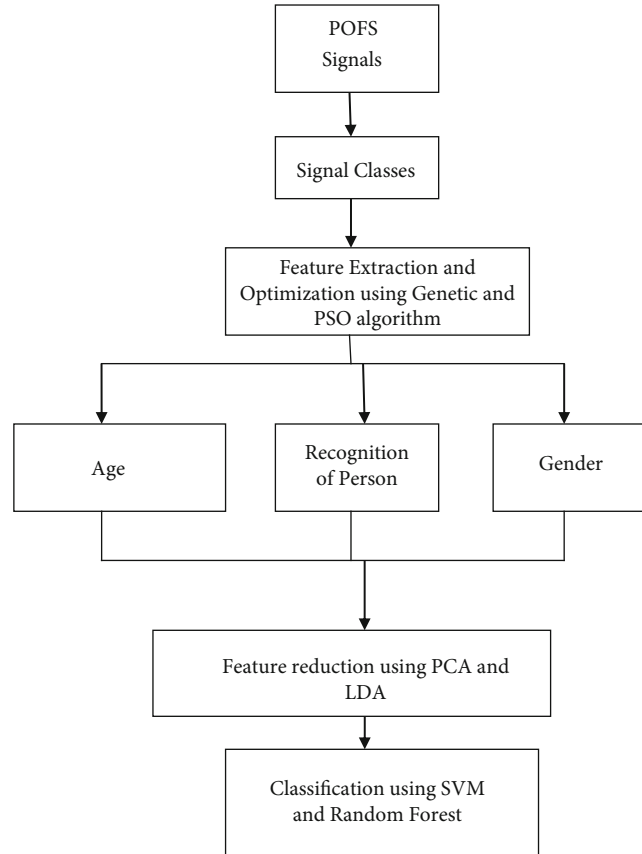 POFS
Signals
Signal Classes
Feature Extraction and
Optimization using Genetic and
PSO algorithm
Age
Recognition
of Person
Gender
Feature reduction using PCA and
LDA
Classification using SVM
and Random Forest